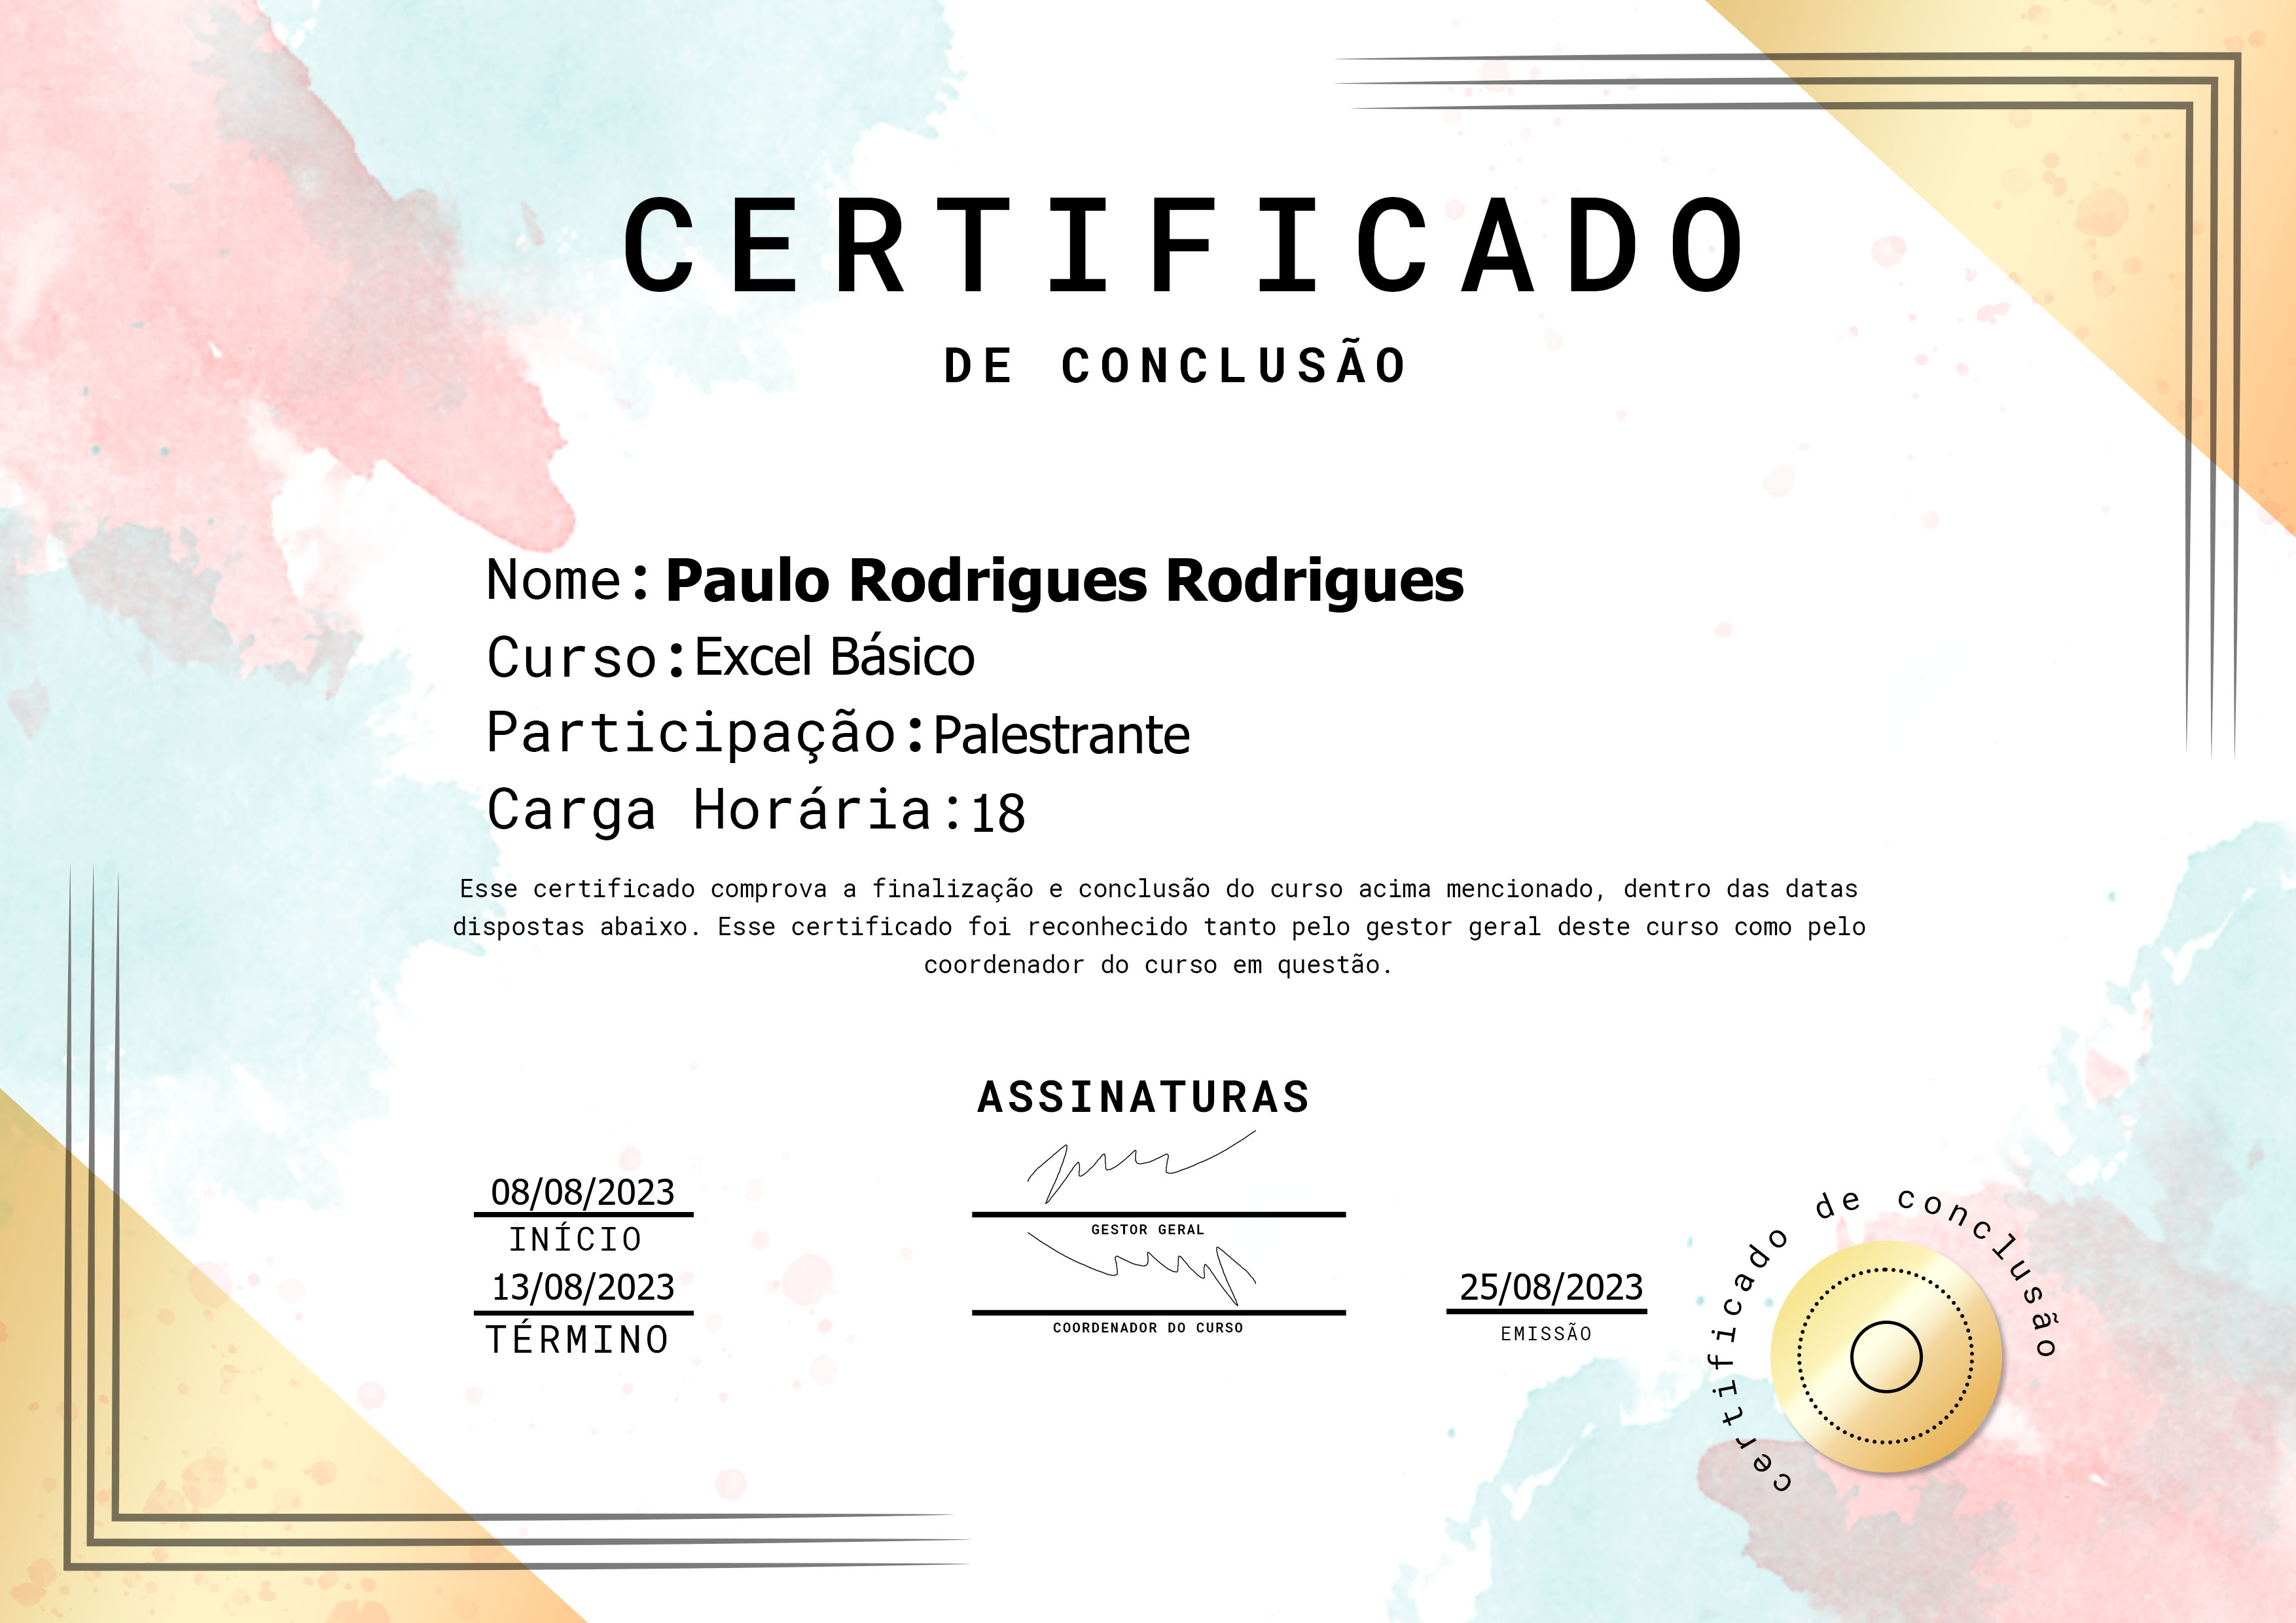 CERTIFICADO
DE CONCLUSÃO
Nome: Paulo Rodrigues Rodrigues
Curso: Excel Básico
Participação: Palestrante
Carga Horária: 18
Esse certificado comprova a finalização e conclusão do curso acima mencionado, dentro das datas
dispostas abaixo. Esse certificado foi reconhecido tanto pelo gestor geral deste curso como pelo
coordenador do curso em questão.
ASSINATURAS
08/08/2023
INÍCIO
GESTOR GERAL
13/08/2023
TÉRMINO
COORDENADOR DO CURSO
25/08/2023
EMISSÃO
certificado de conclusão